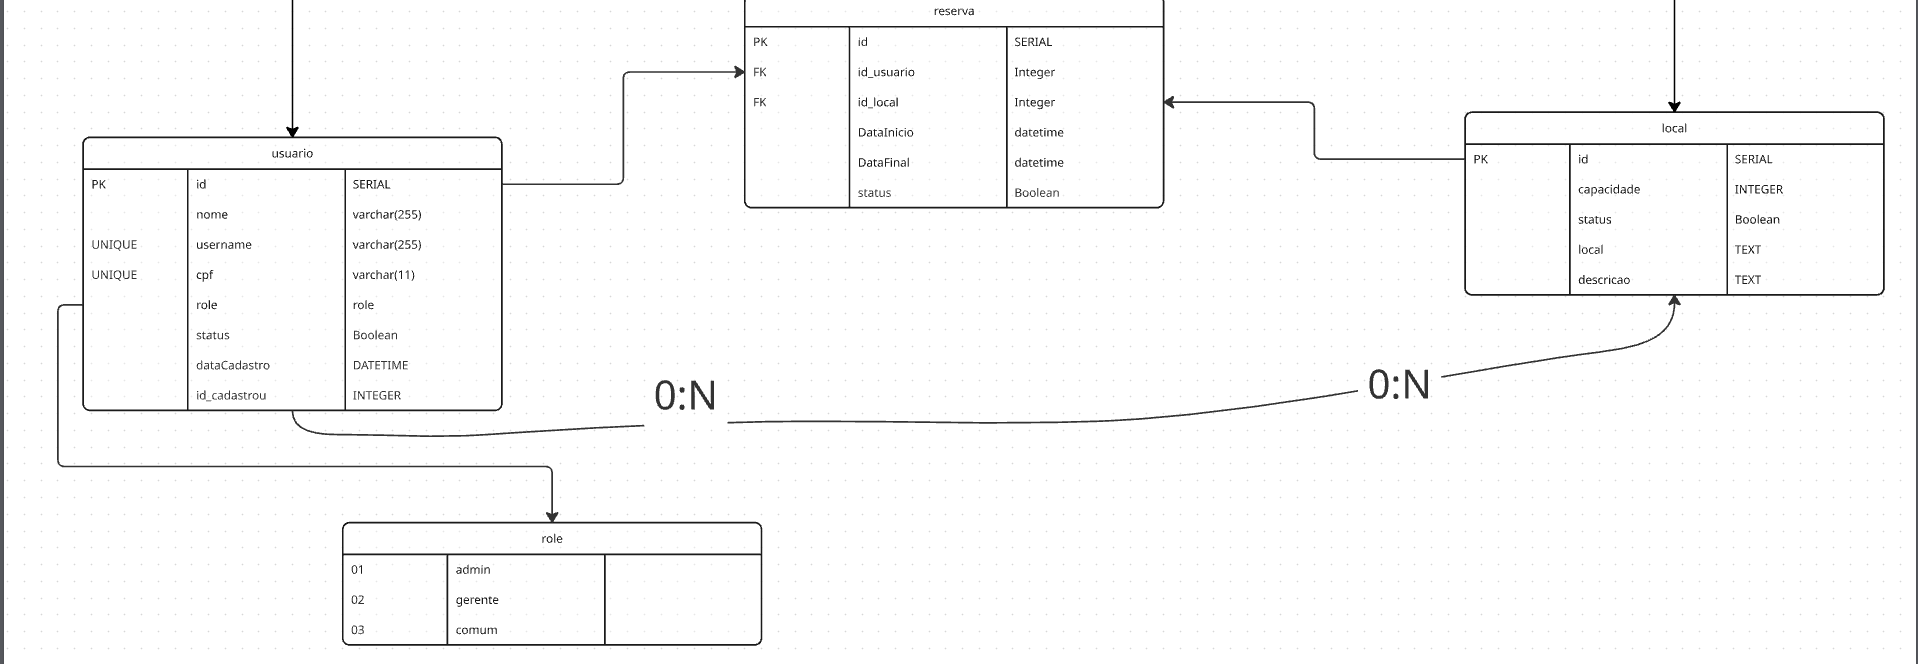 reserva
PK id SERIAL
FK id_usuario Integer
FK id_local Integer
DataInicio datetime
DataFinal datetime
status Boolean
usuario
PK id SERIAL
nome varchar(255)
UNIQUE username varchar(255)
UNIQUE cpf varchar(11)
role role
status Boolean
dataCadastro DATETIME
id_cadastrou INTEGER
local
PK id SERIAL
capacidade INTEGER
status Boolean
local TEXT
descricao TEXT
0:N
0:N
role
01 admin
02 gerente
03 comum